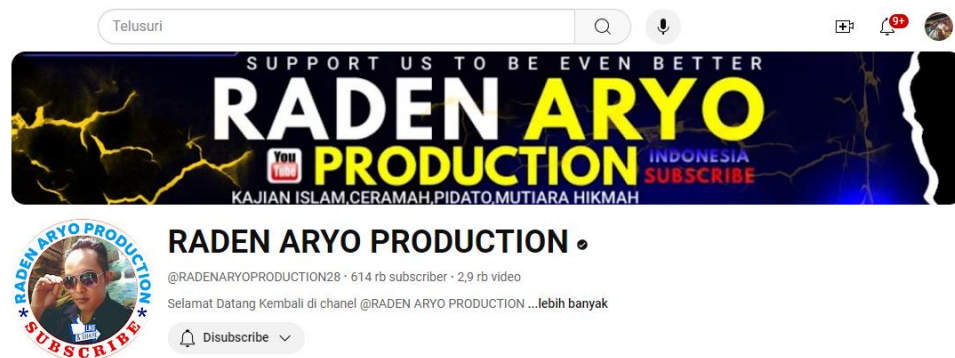 Telusuri
9+
SUPPORT US TO BE EVEN BETTER
RADEN ARYO
You Tube PRODUCTION INDONESIA SUBSCRIBE
KAJIAN ISLAM,CERAMAH,PIDATO,MUTIARA HIKMAH
RADEN ARYO PRODUCTION
* SUBSCRIBE *
RADEN ARYO PRODUCTION
@RADENARYOPRODUCTION28 · 614 rb subscriber · 2,9 rb video
Selamat Datang Kembali di chanel @RADEN ARYO PRODUCTION ...lebih banyak
Disubscribe